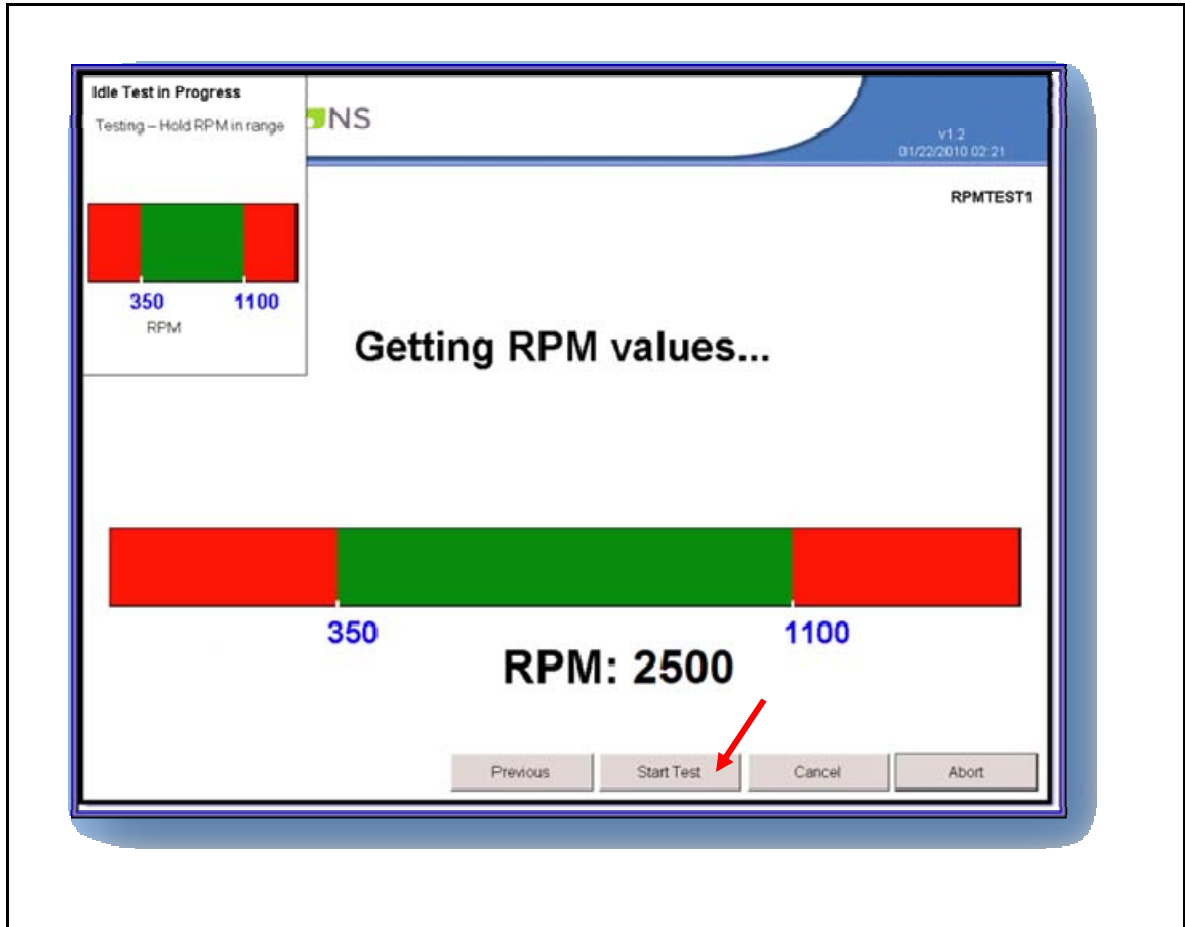 Idle Test in Progress
Testing – Hold RPM in range
NS
v1.2
01/22/2010 02:21
RPMTEST1
350 1100
RPM
Getting RPM values...
350 1100
RPM: 2500
Previous Start Test Cancel Abort